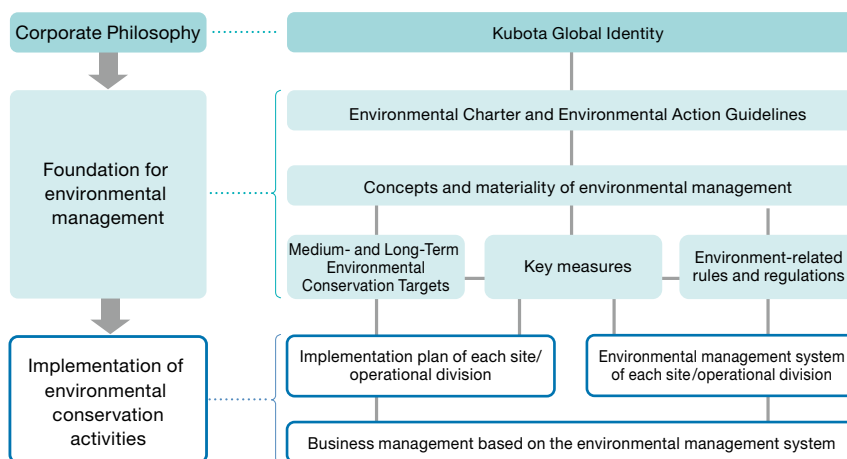 Corporate Philosophy
Kubota Global Identity
Foundation for
environmental
management
Environmental Charter and Environmental Action Guidelines
Concepts and materiality of environmental management
Medium- and Long-Term
Environmental
Conservation Targets
Key measures
Environment-related
rules and regulations
Implementation of
environmental
conservation
activities
Implementation plan of each site/
operational division
Environmental management system
of each site/operational division
Business management based on the environmental management system